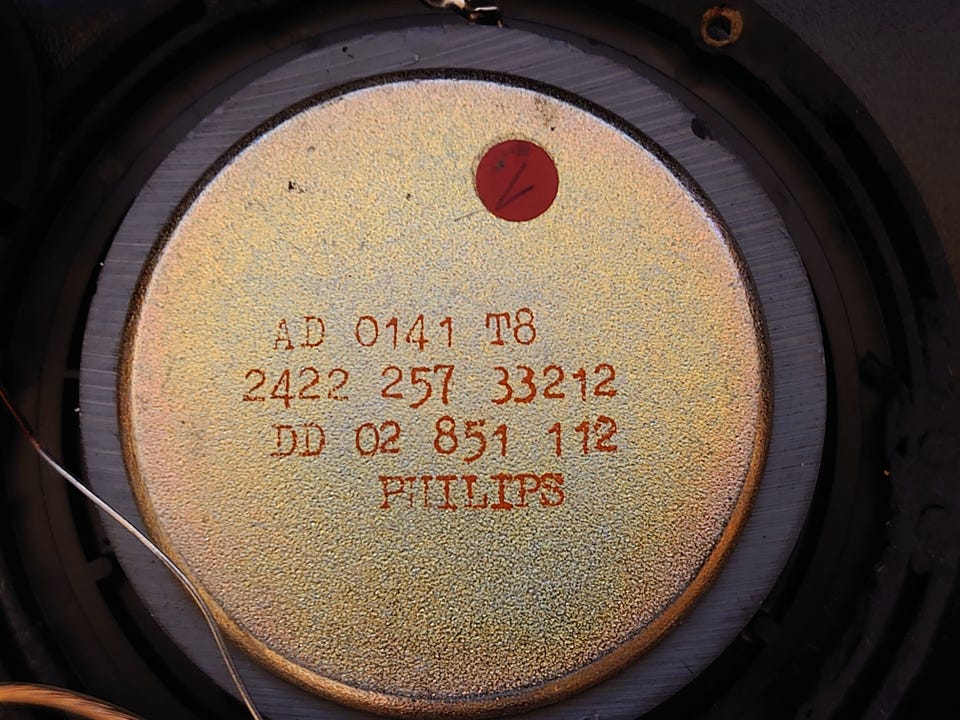 AD 0141 T8
2422 257 33212
DD 02 851 112
PHILIPS